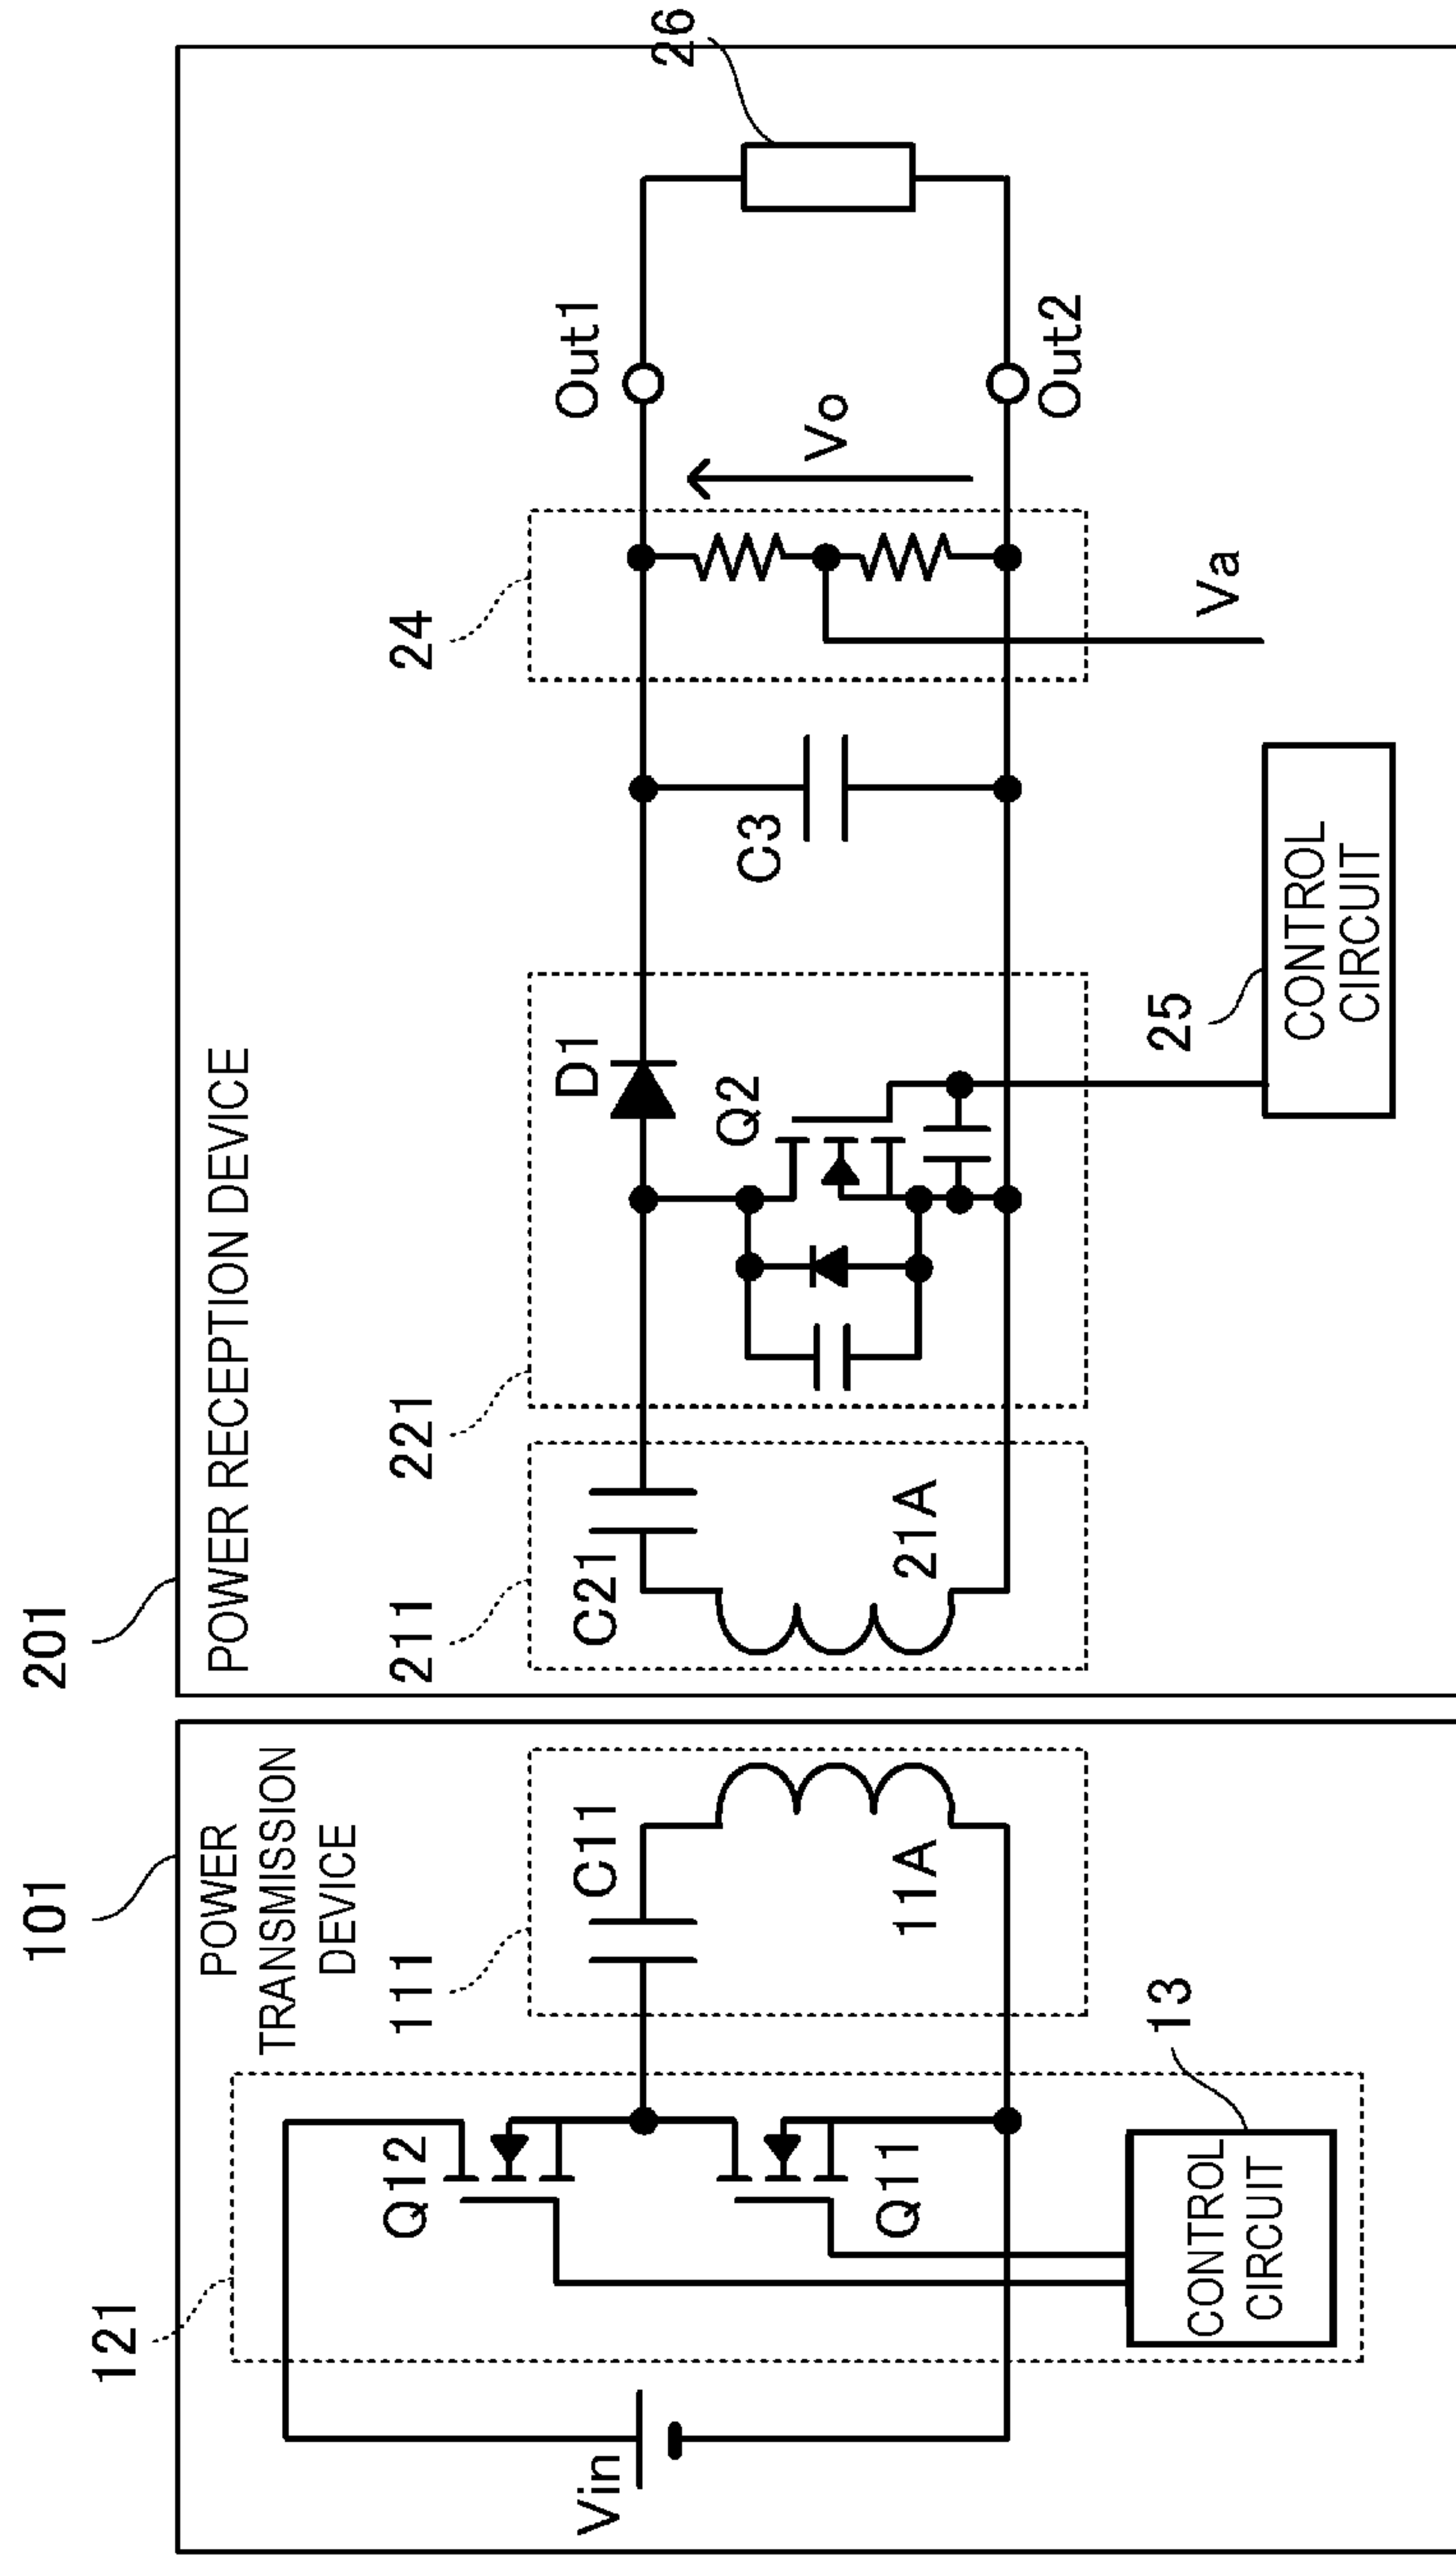 101
201
POWER
TRANSMISSION
DEVICE
POWER RECEPTION DEVICE
121
111
211
221
24
26
Q12
C11
C21
D1
Out1
Vin
Q2
C3
Vo
Q11
11A
21A
Out2
13
25
Va
CONTROL
CIRCUIT
CONTROL
CIRCUIT